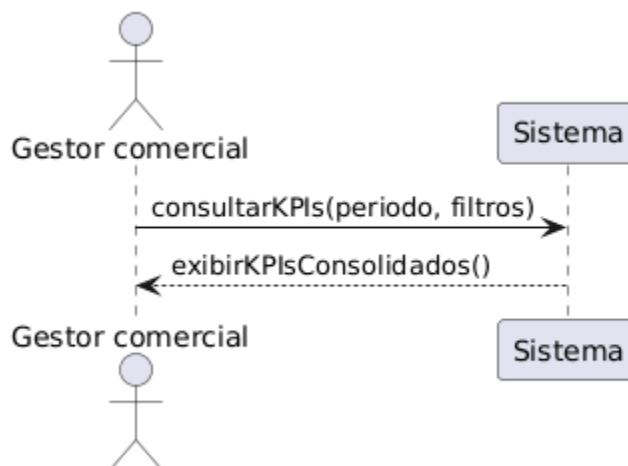 Gestor comercial
Sistema
consultarKPIs(periodo, filtros)
exibirKPIsConsolidados()
Gestor comercial
Sistema